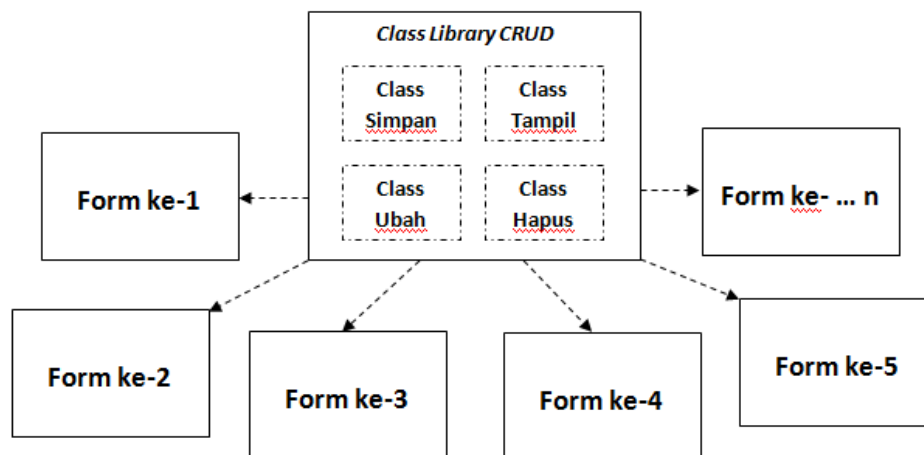 Class Library CRUD
Class
Simpan
Class
Tampil
Class
Ubah
Class
Hapus
Form ke-1
Form ke- ... n
Form ke-2
Form ke-3
Form ke-4
Form ke-5